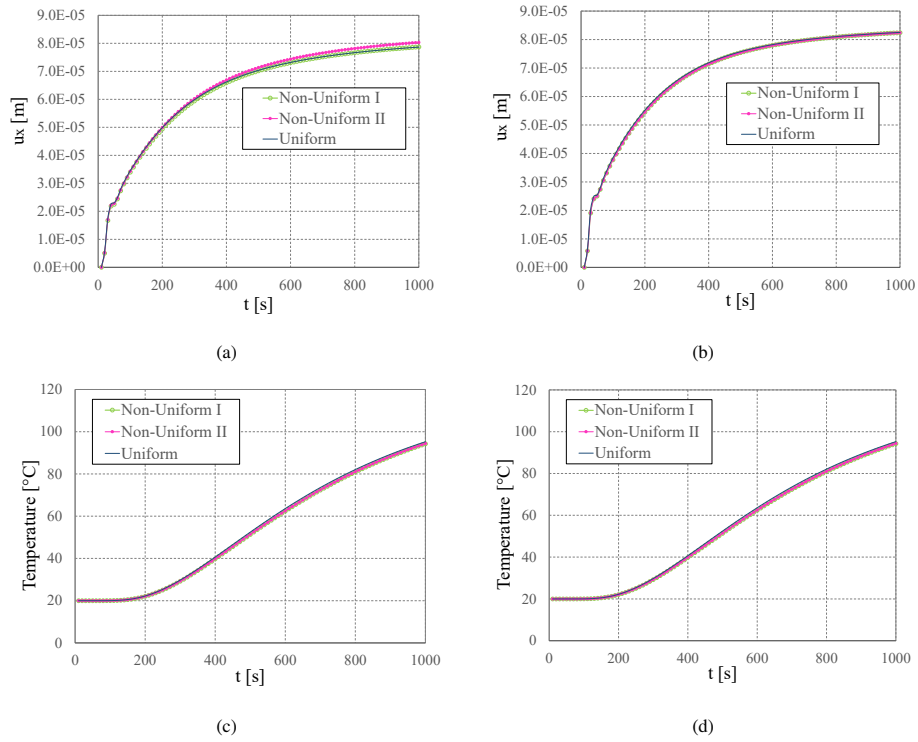 9.0E-05
8.0E-05
7.0E-05
6.0E-05
5.0E-05
4.0E-05
3.0E-05
2.0E-05
1.0E-05
0.0E+00
ux [m]
Non-Uniform I
Non-Uniform II
Uniform
0 200 400 600 800 1000
t [s]
(a)
9.0E-05
8.0E-05
7.0E-05
6.0E-05
5.0E-05
4.0E-05
3.0E-05
2.0E-05
1.0E-05
0.0E+00
ux [m]
Non-Uniform I
Non-Uniform II
Uniform
0 200 400 600 800 1000
t [s]
(b)
120
100
80
60
40
20
0
Temperature [°C]
Non-Uniform I
Non-Uniform II
Uniform
0 200 400 600 800 1000
t [s]
(c)
120
100
80
60
40
20
0
Temperature [°C]
Non-Uniform I
Non-Uniform II
Uniform
0 200 400 600 800 1000
t [s]
(d)